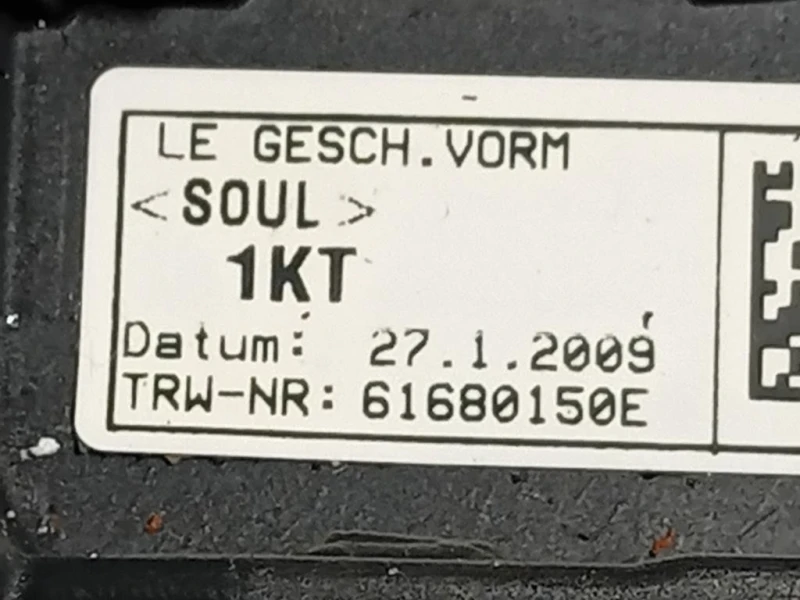 LE GESCH.VORM
<SOUL>
1KT
Datum: 27.1.2009
TRW-NR: 61680150E